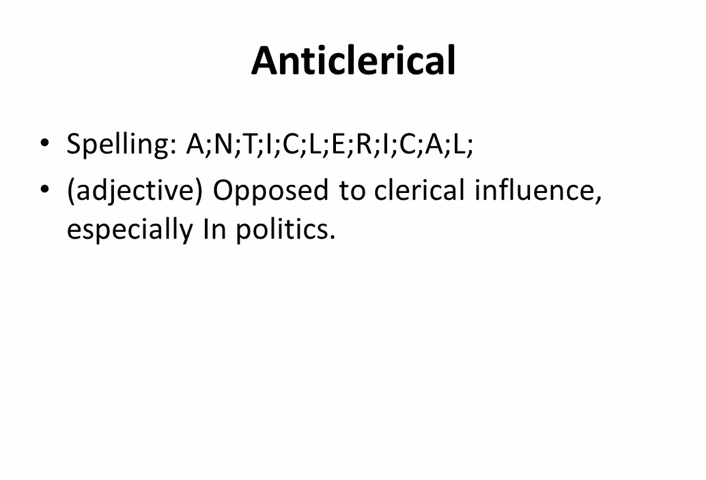 Anticlerical
• Spelling: A;N;T;I;C;L;E;R;I;C;A;L;
• (adjective) Opposed to clerical influence,
especially In politics.